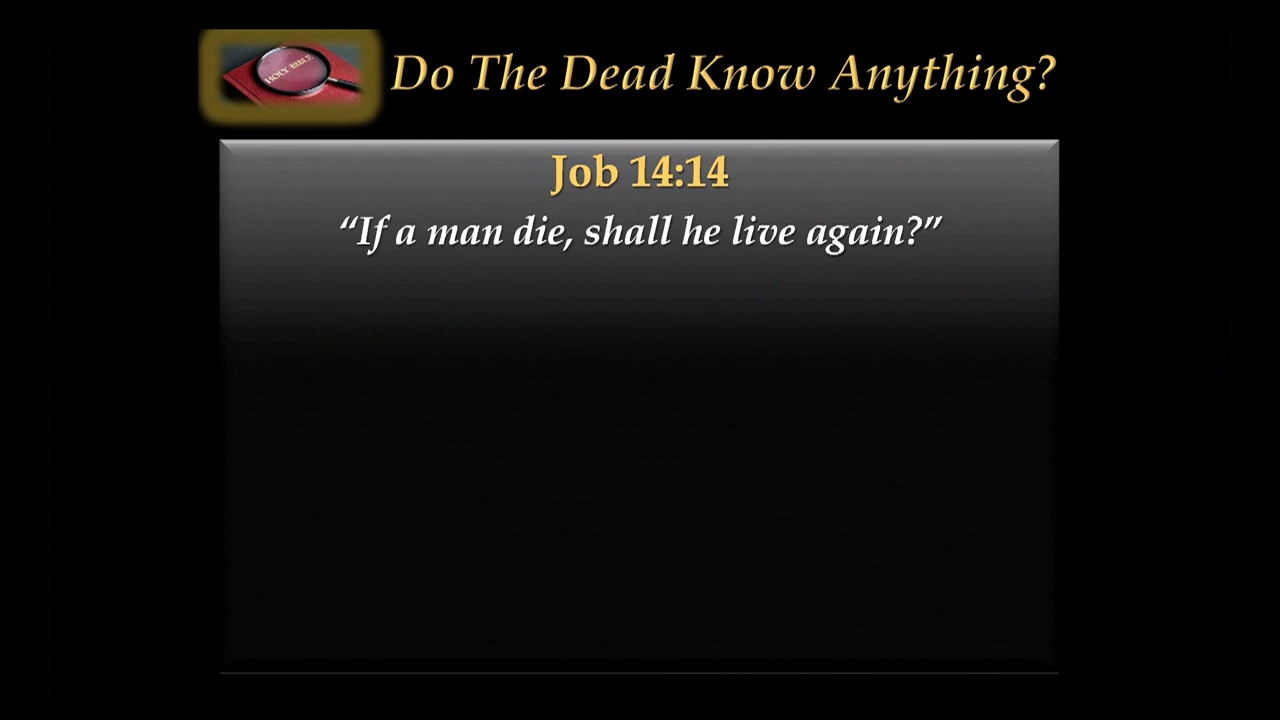 HOLY BIBLE
Do The Dead Know Anything?
Job 14:14
“If a man die, shall he live again?”